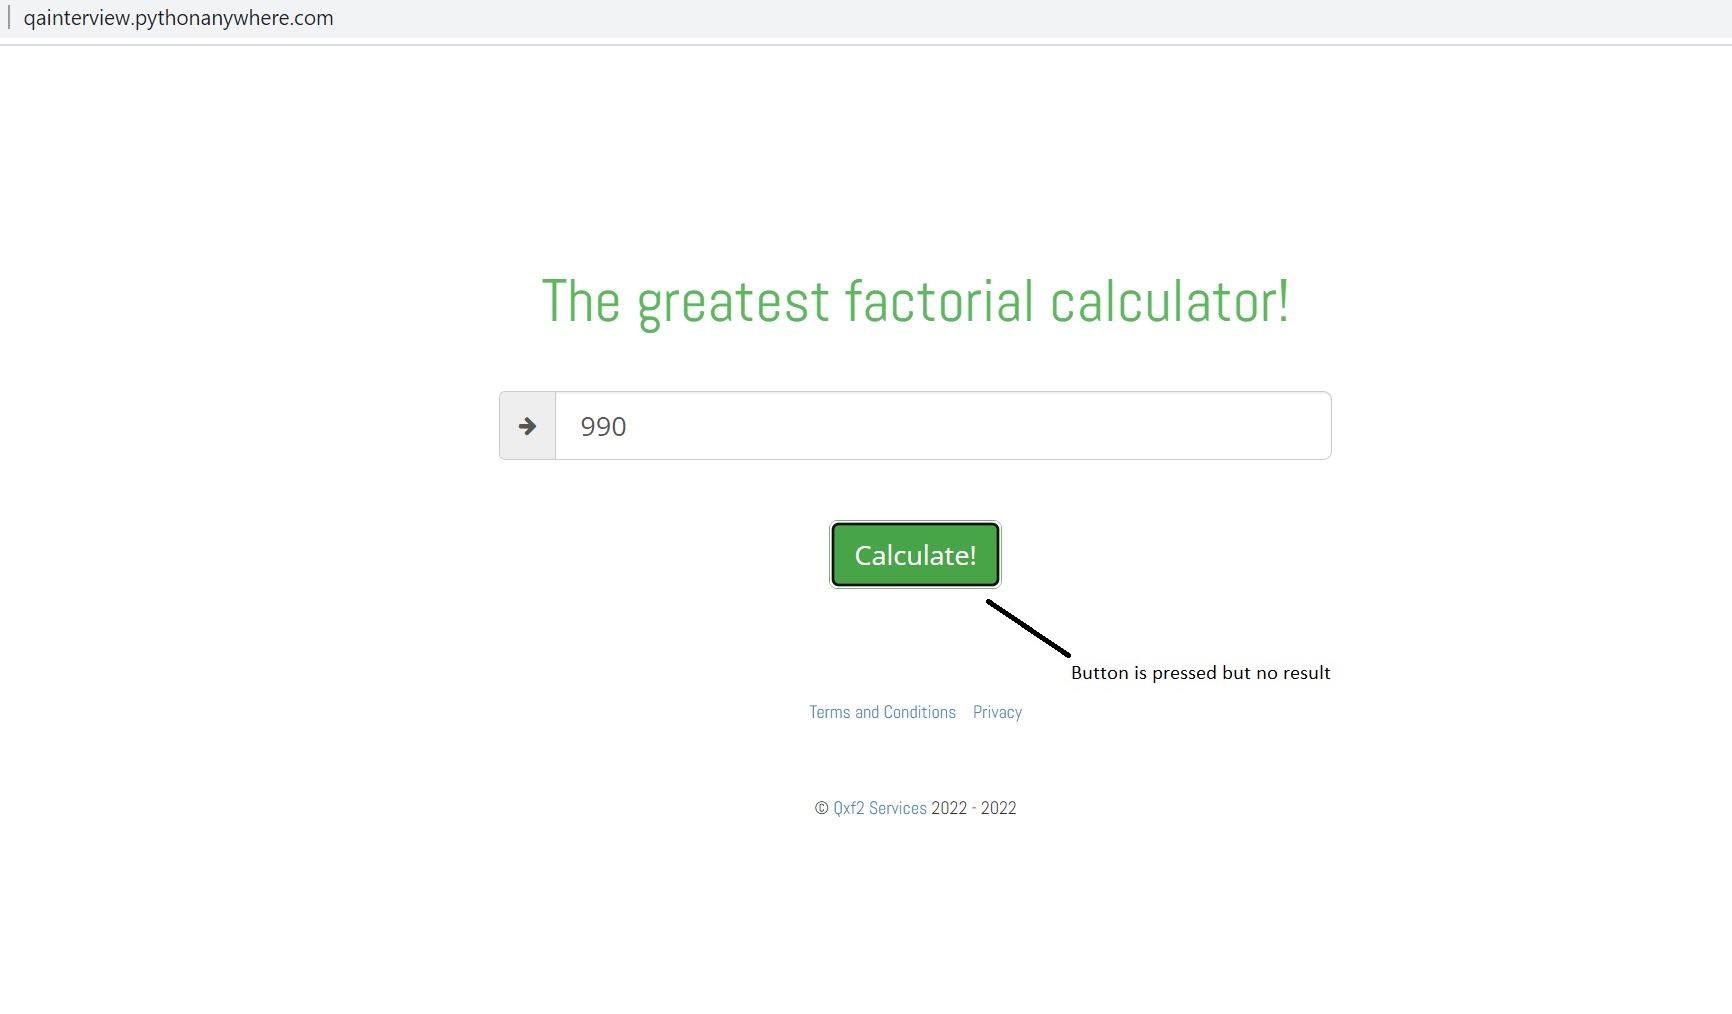 qainterview.pythonanywhere.com
The greatest factorial calculator!
990
Calculate!
Button is pressed but no result
Terms and Conditions Privacy
© Qxf2 Services 2022 - 2022